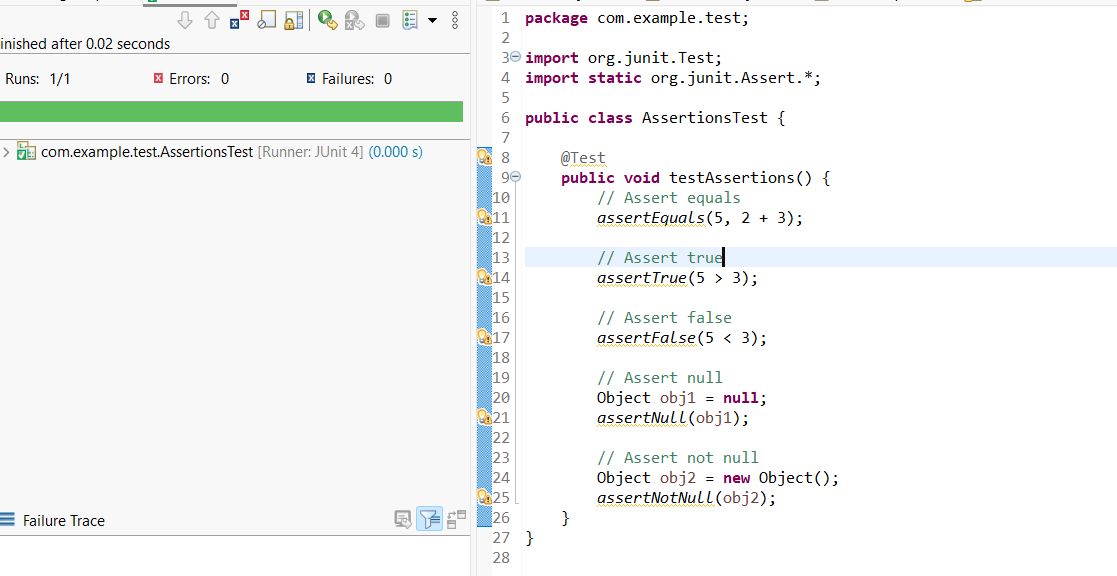 inished after 0.02 seconds
Runs: 1/1 Errors: 0 Failures: 0
com.example.test.AssertionsTest [Runner: JUnit 4] (0.000 s)
Failure Trace
1 package com.example.test;
2
3 import org.junit.Test;
4 import static org.junit.Assert.*;
5
6 public class AssertionsTest {
7
8 @Test
9 public void testAssertions() {
10 // Assert equals
11 assertEquals(5, 2 + 3);
12
13 // Assert true
14 assertTrue(5 > 3);
15
16 // Assert false
17 assertFalse(5 < 3);
18
19 // Assert null
20 Object obj1 = null;
21 assertNull(obj1);
22
23 // Assert not null
24 Object obj2 = new Object();
25 assertNotNull(obj2);
26 }
27 }
28